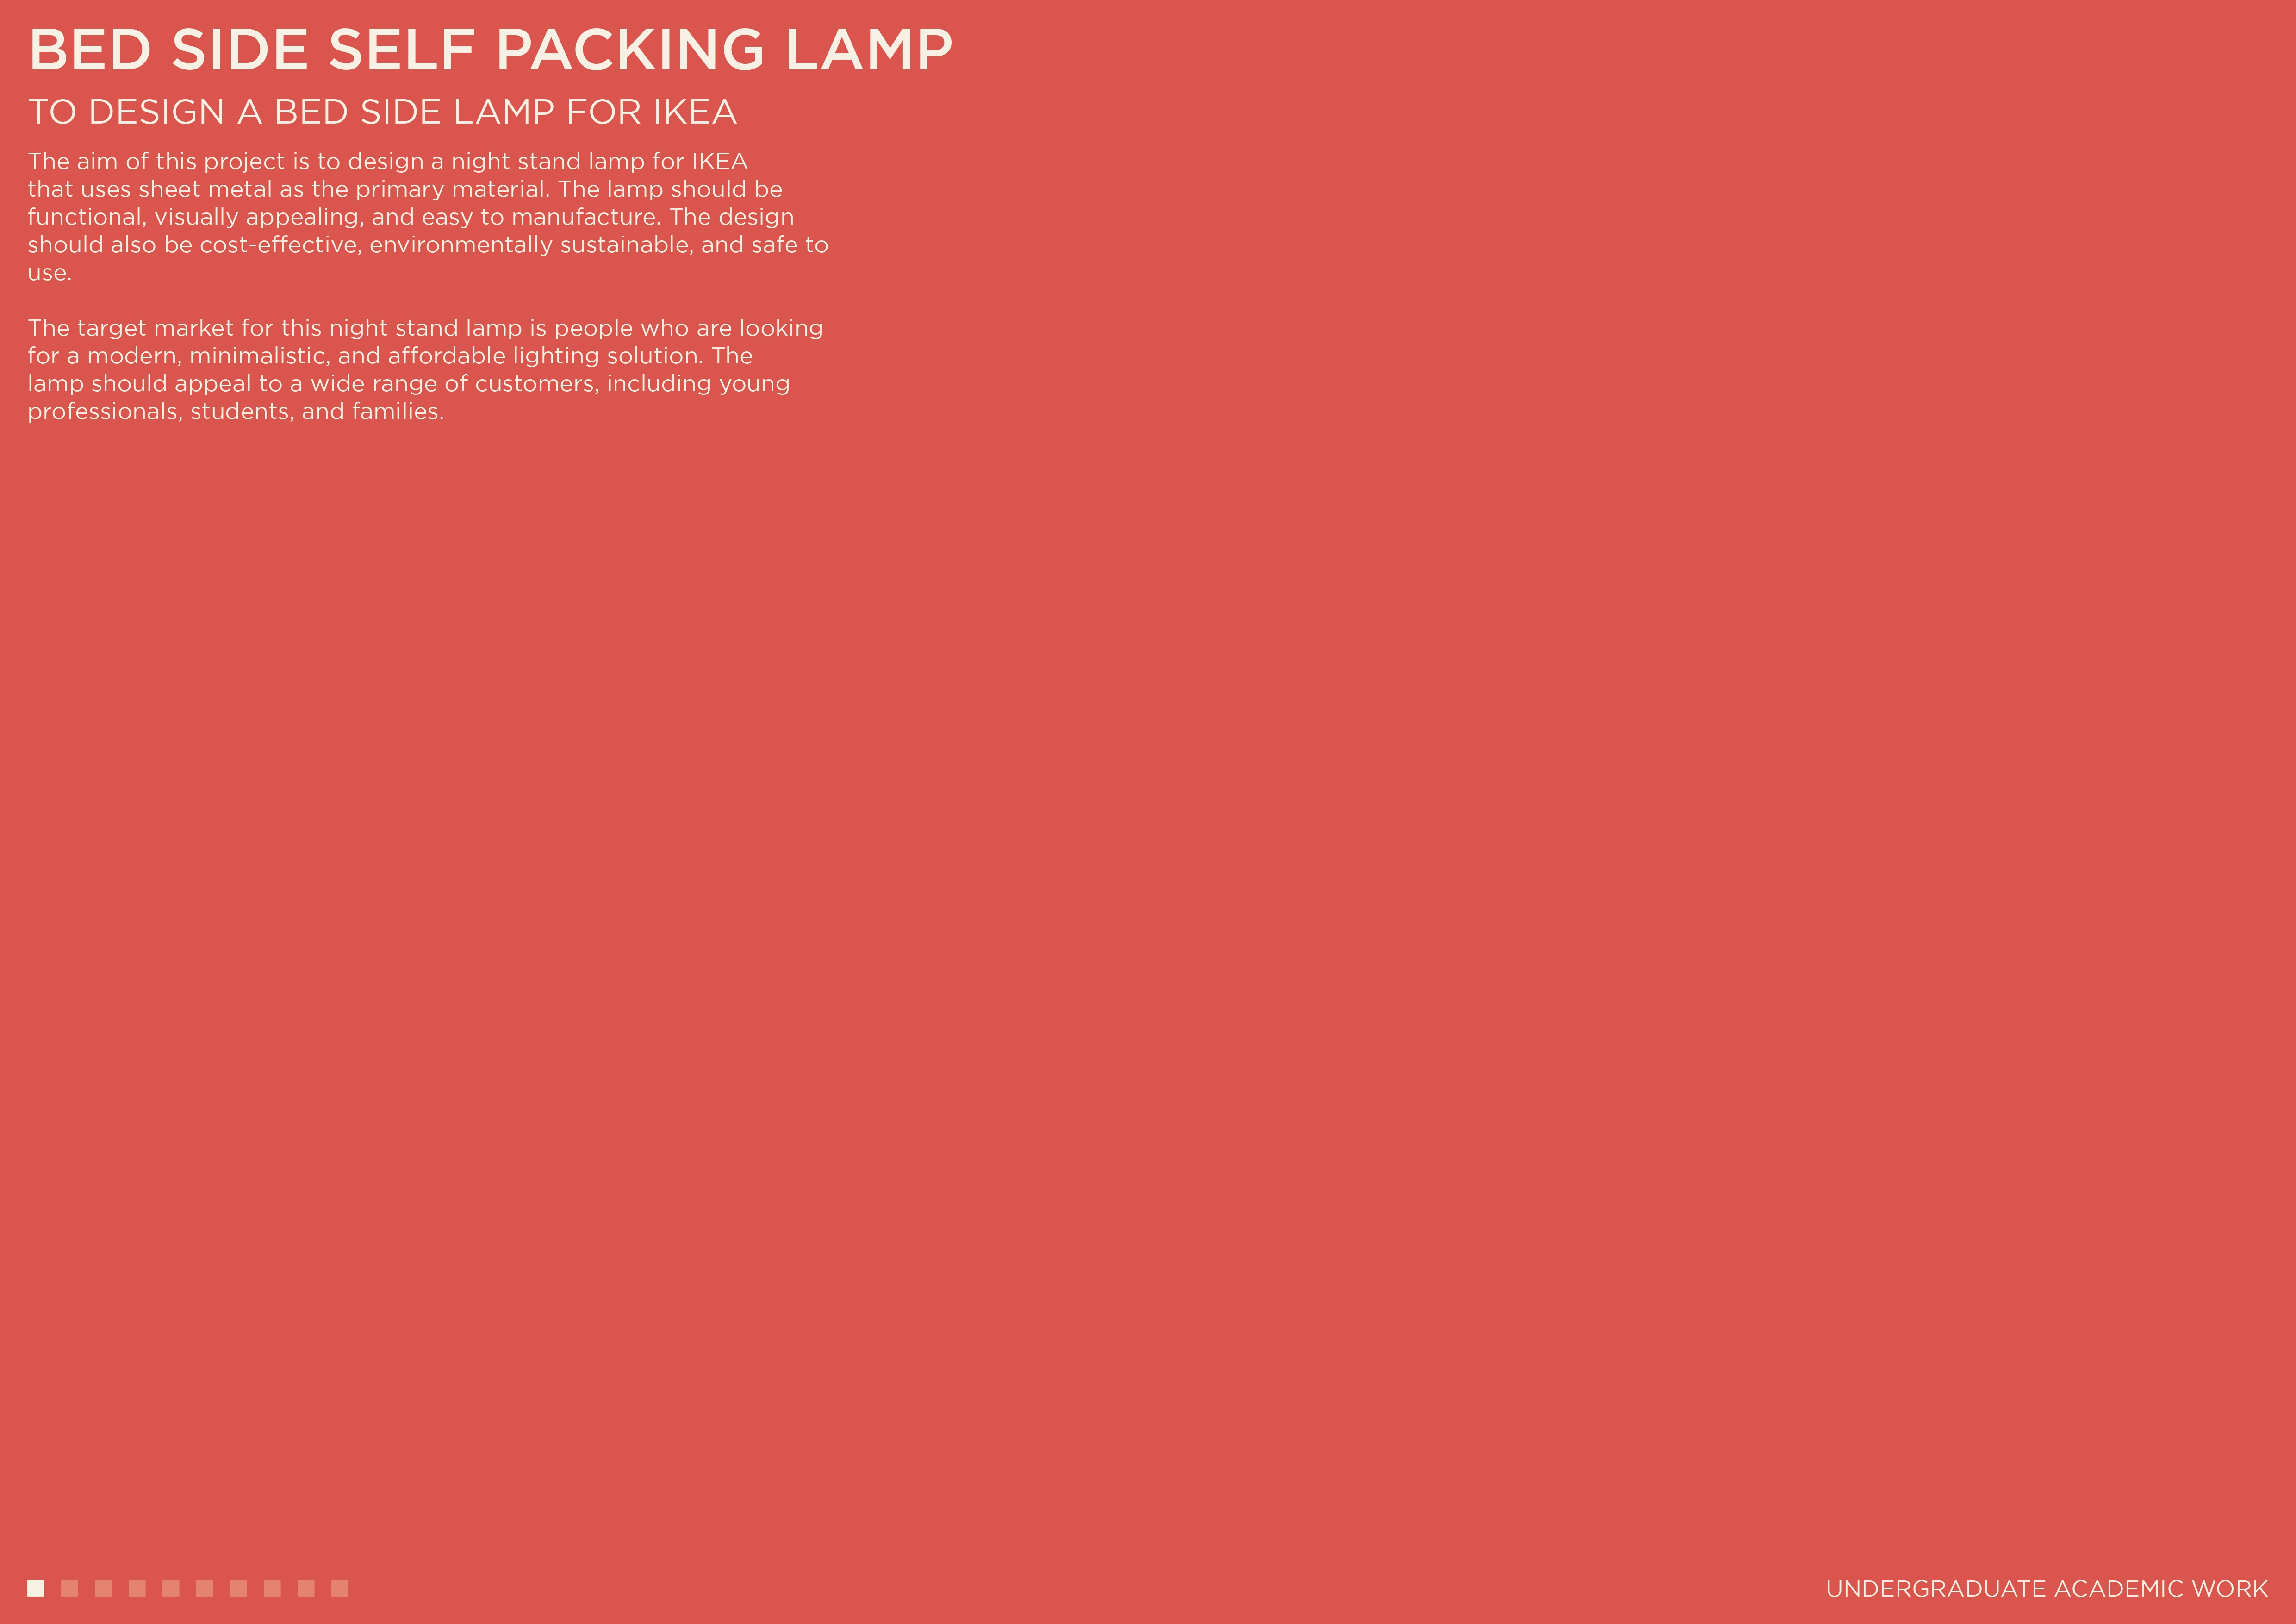 BED SIDE SELF PACKING LAMP
TO DESIGN A BED SIDE LAMP FOR IKEA
The aim of this project is to design a night stand lamp for IKEA
that uses sheet metal as the primary material. The lamp should be
functional, visually appealing, and easy to manufacture. The design
should also be cost-effective, environmentally sustainable, and safe to
use.
The target market for this night stand lamp is people who are looking
for a modern, minimalistic, and affordable lighting solution. The
lamp should appeal to a wide range of customers, including young
professionals, students, and families.
UNDERGRADUATE ACADEMIC WORK